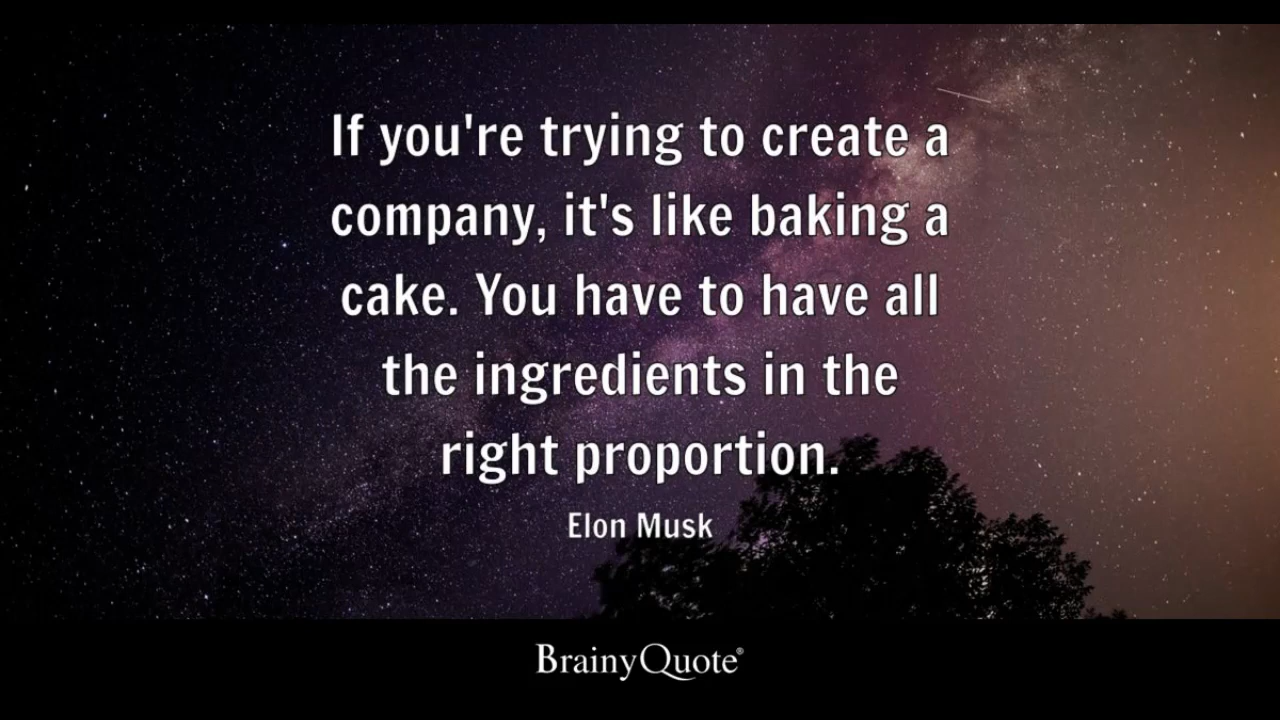 If you're trying to create a
company, it's like baking a
cake. You have to have all
the ingredients in the
right proportion.
Elon Musk
BrainyQuote®